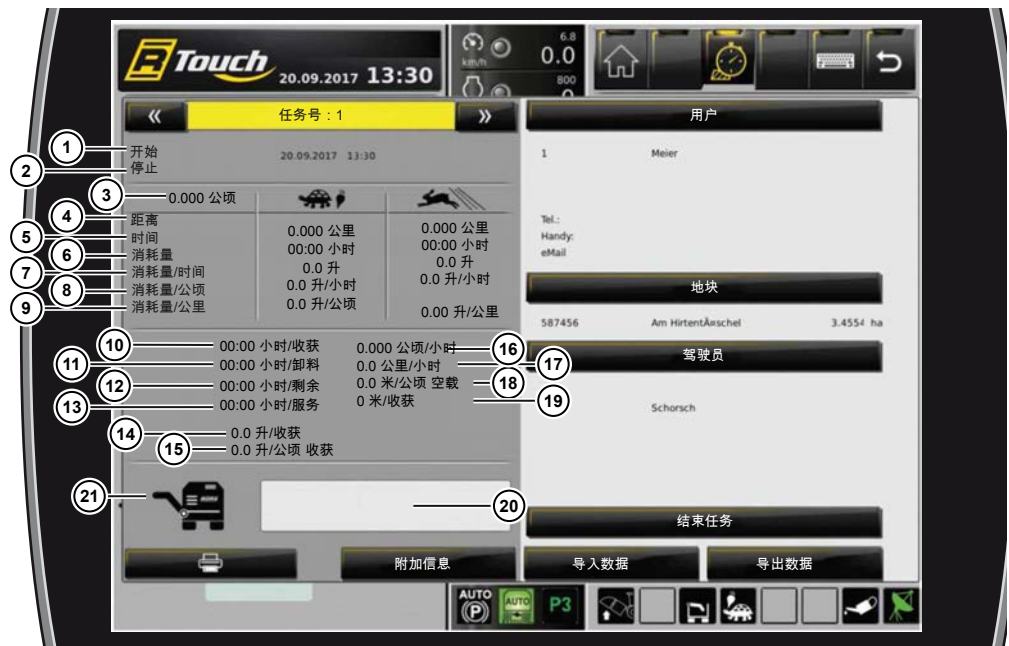 R Touch 20.09.2017 13:30
km/h 6.8
0.0
800
« 任务号：1 »
用户
1 开始 20.09.2017 13:30
2 停止
1 Meier
3 0.000 公顷
4 距离 0.000 公里 0.000 公里
5 时间 00:00 小时 00:00 小时
6 消耗量 0.0 升 0.0 升
7 消耗量/时间 0.0 升/小时 0.0 升/小时
8 消耗量/公顷 0.0 升/公顷
9 消耗量/公里 0.00 升/公里
Tel.:
Handy:
eMail
地块
587456 Am HirtentÄ¤schel 3.4554 ha
10 00:00 小时/收获 0.000 公顷/小时 16
11 00:00 小时/卸料 0.0 公里/小时 17
12 00:00 小时/剩余 0.0 米/公顷 空载 18
13 00:00 小时/服务 0 米/收获 19
驾驶员
Schorsch
14 0.0 升/收获
15 0.0 升/公顷 收获
21 20
结束任务
附加信息 导入数据 导出数据
AUTO (P) AUTO P3